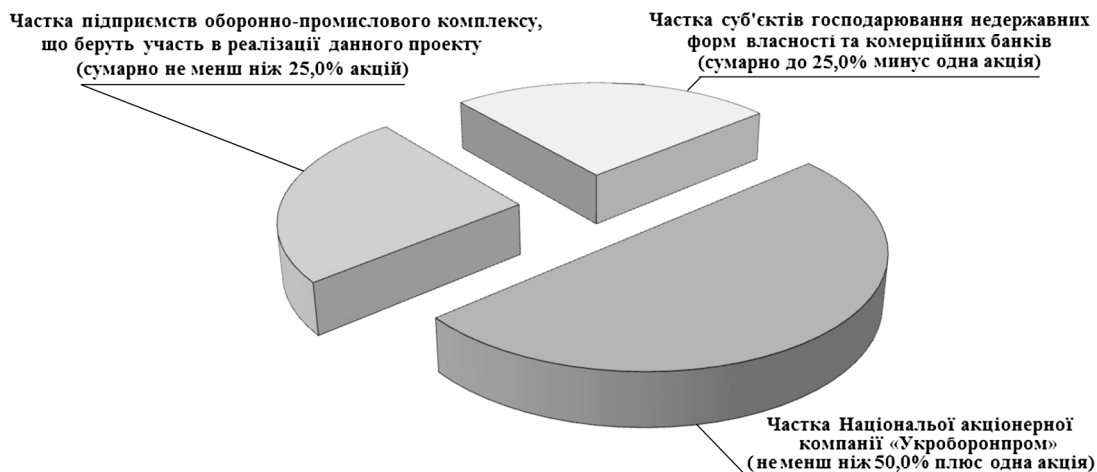 Частка підприємств оборонно-промислового комплексу,
що беруть участь в реалізації даного проекту
(сумарно не менш ніж 25,0% акцій)
Частка суб'єктів господарювання недержавних
форм власності та комерційних банків
(сумарно до 25,0% минус одна акція)
Частка Національої акціонерної
компанії «Укроборонпром»
(не менш ніж 50,0% плюс одна акція)